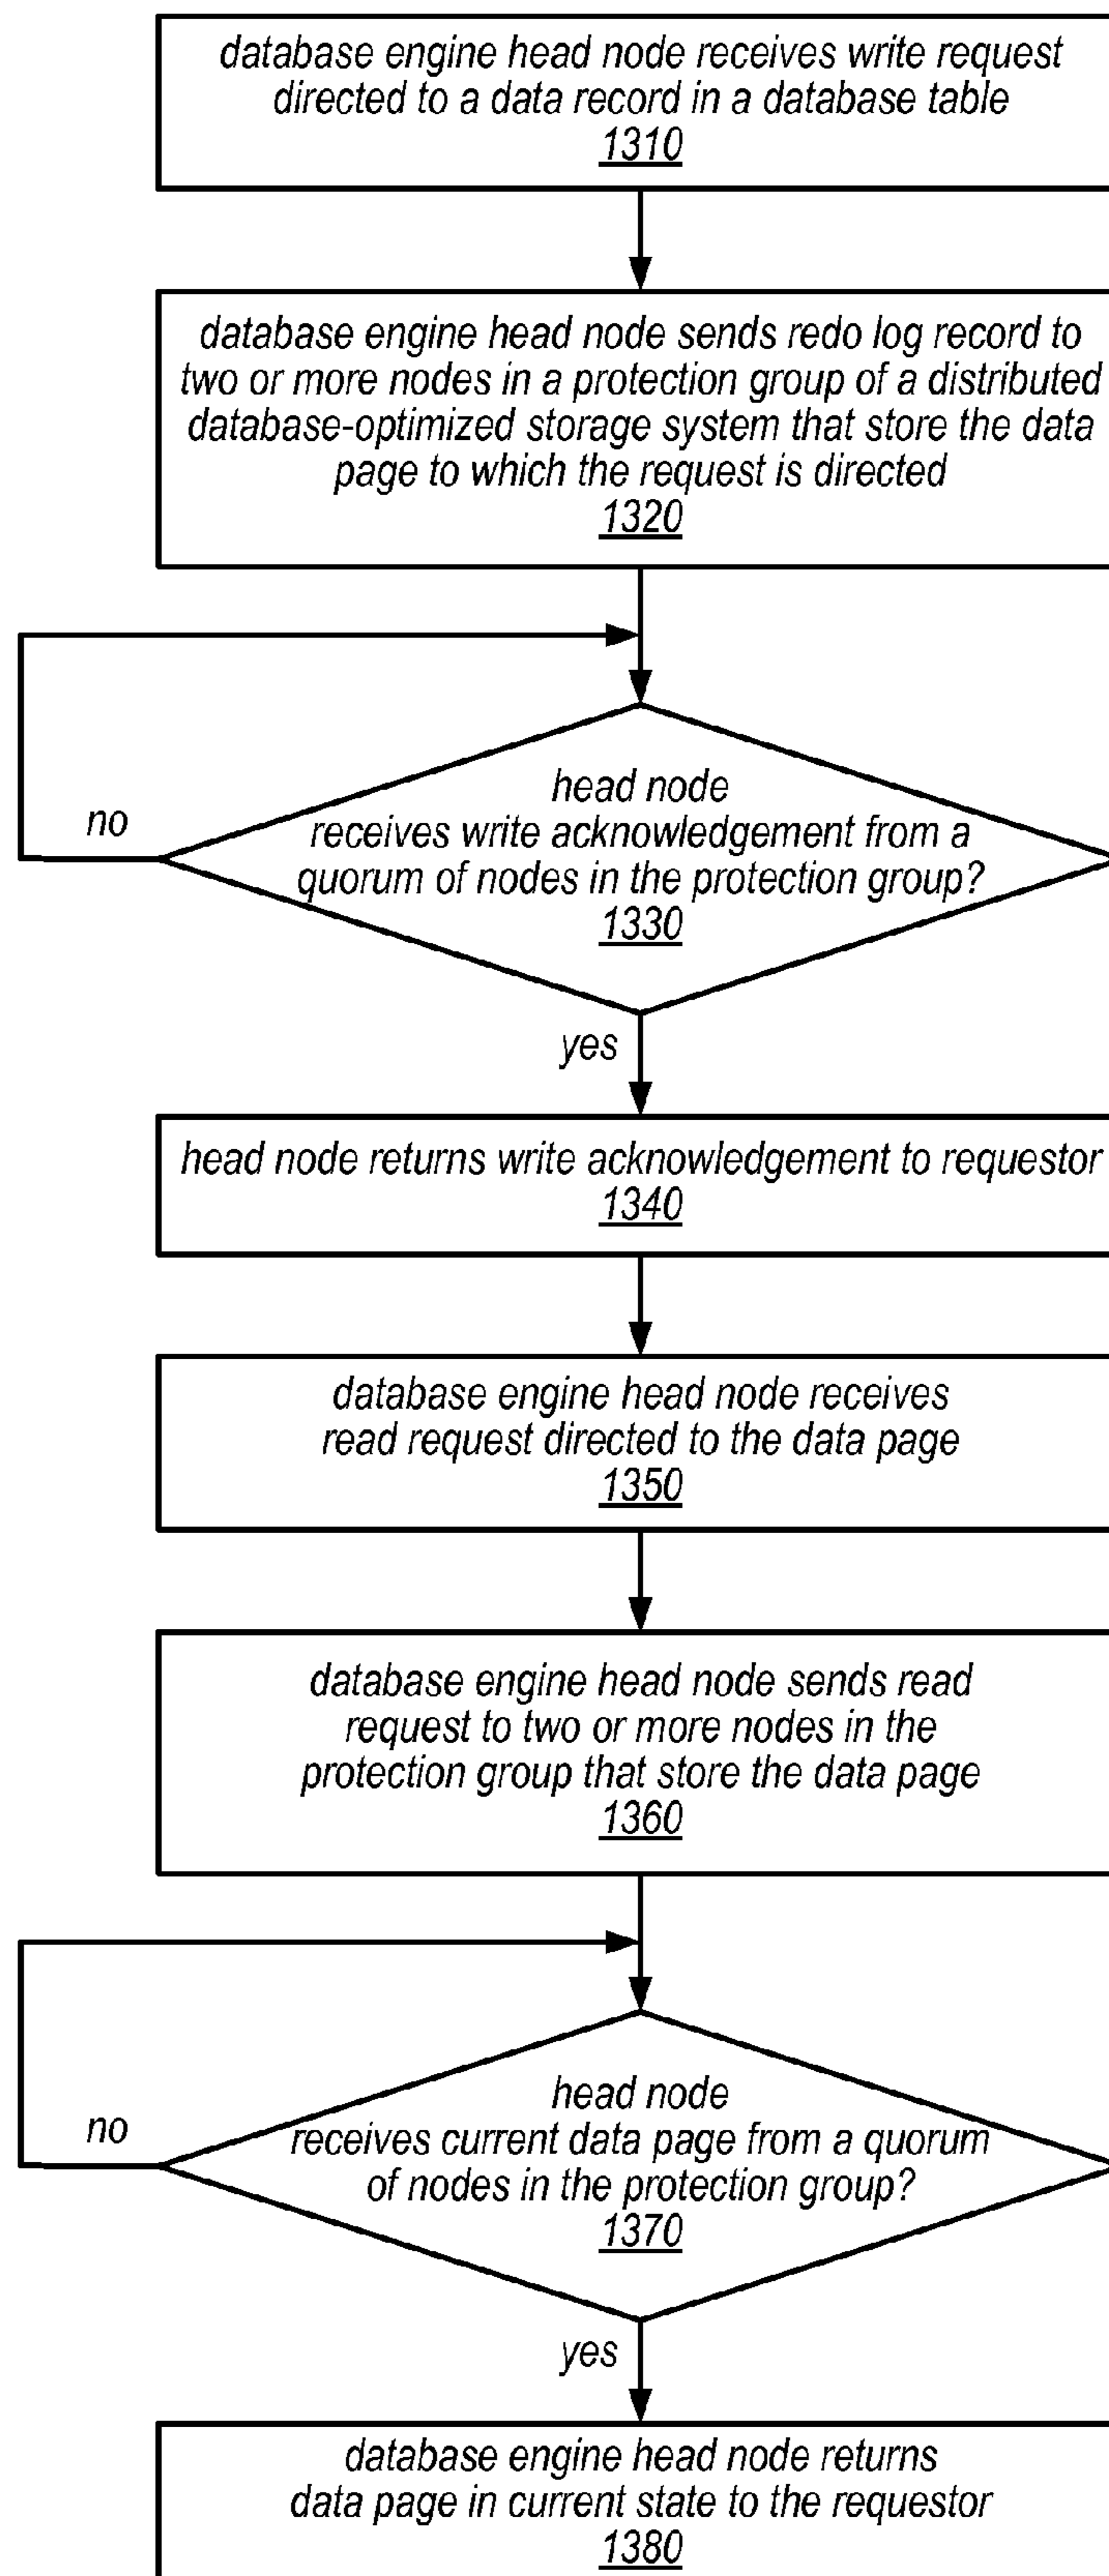 database engine head node receives write request
directed to a data record in a database table
1310
database engine head node sends redo log record to
two or more nodes in a protection group of a distributed
database-optimized storage system that store the data
page to which the request is directed
1320
head node
receives write acknowledgement from a
quorum of nodes in the protection group?
1330
no
yes
head node returns write acknowledgement to requestor
1340
database engine head node receives
read request directed to the data page
1350
database engine head node sends read
request to two or more nodes in the
protection group that store the data page
1360
head node
receives current data page from a quorum
of nodes in the protection group?
1370
no
yes
database engine head node returns
data page in current state to the requestor
1380